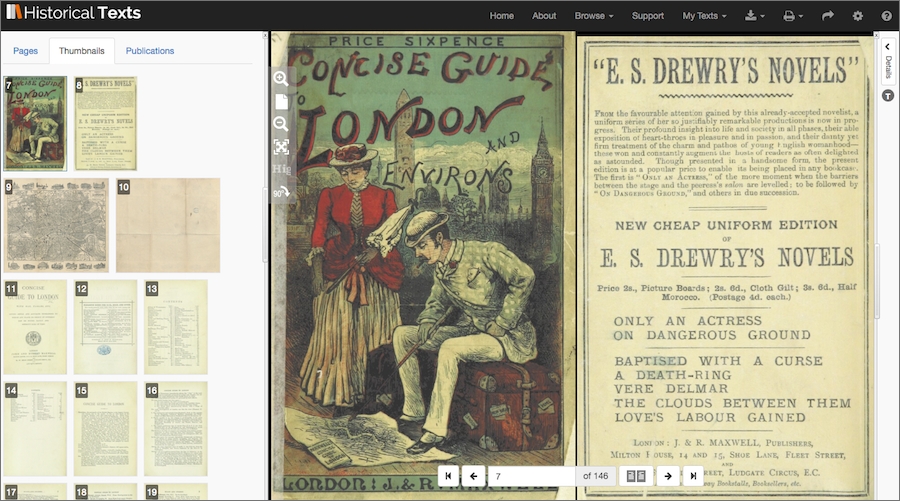 Historical Texts
Home
About
Browse
Support
My Texts
Pages
Thumbnails
Publications
7
8
9
10
11
12
13
14
15
16
17
18
19
90°
PRICE SIXPENCE
CONCISE GUIDE
TO LONDON
AND
ENVIRONS
LONDON: J. & R.
"E. S. DREWRY'S NOVELS"
FROM the favourable attention gained by this already-accepted novelist, a
uniform series of her so justifiably remarkable productions is now in pro-
gress. Their profound insight into life and society in all phases, their able
exposition of heart-throes in pleasure and in passion, and their dainty yet
firm treatment of the charm and pathos of young English womanhood—
these won and constantly augment the hosts of readers as often delighted
as astounded. Though presented in a handsome form, the present
edition is at a popular price to enable its being placed in any bookcase.
The first is "ONLY AN ACTRESS," of the more moment when the barriers
between the stage and the peeress's salon are levelled; to be followed by
"ON DANGEROUS GROUND," and others in due succession.
NEW CHEAP UNIFORM EDITION
OF
E. S. DREWRY'S NOVELS
Price 2s., Picture Boards; 2s. 6d., Cloth Gilt; 3s. 6d., Half
Morocco. (Postage 4d. each.)
ONLY AN ACTRESS
ON DANGEROUS GROUND
BAPTISED WITH A CURSE
A DEATH-RING
VERE DELMAR
THE CLOUDS BETWEEN THEM
LOVE'S LABOUR GAINED
LONDON: J. & R. MAXWELL, PUBLISHERS,
MILTON HOUSE, 14 AND 15, SHOE LANE, FLEET STREET,
AND
STREET, LUDGATE CIRCUS, E.C.
Bookstalls, Booksellers, etc.
7
of 146
Details
T